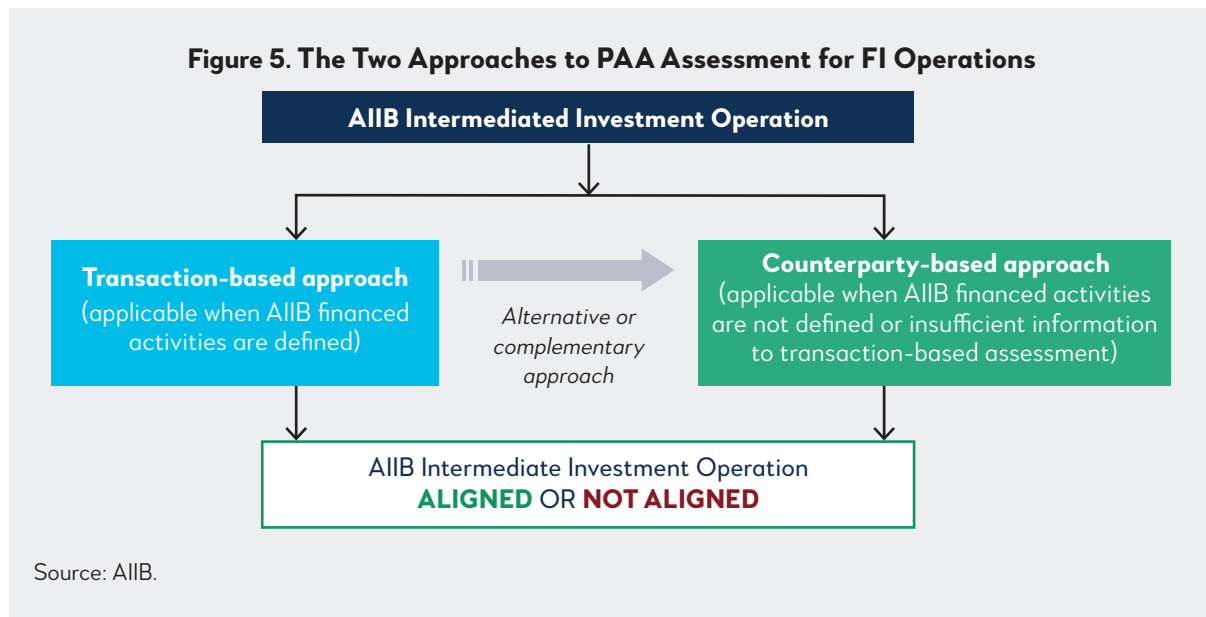 Figure 5. The Two Approaches to PAA Assessment for FI Operations
AIIB Intermediated Investment Operation
Transaction-based approach
(applicable when AIIB financed
activities are defined)
Alternative or
complementary
approach
Counterparty-based approach
(applicable when AIIB financed activities
are not defined or insufficient information
to transaction-based assessment)
AIIB Intermediate Investment Operation
ALIGNED OR NOT ALIGNED
Source: AIIB.